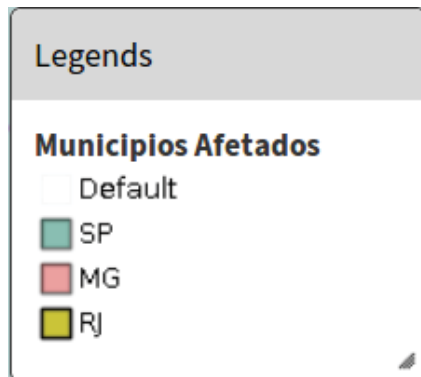 Legends
Municipios Afetados
Default
SP
MG
RJ